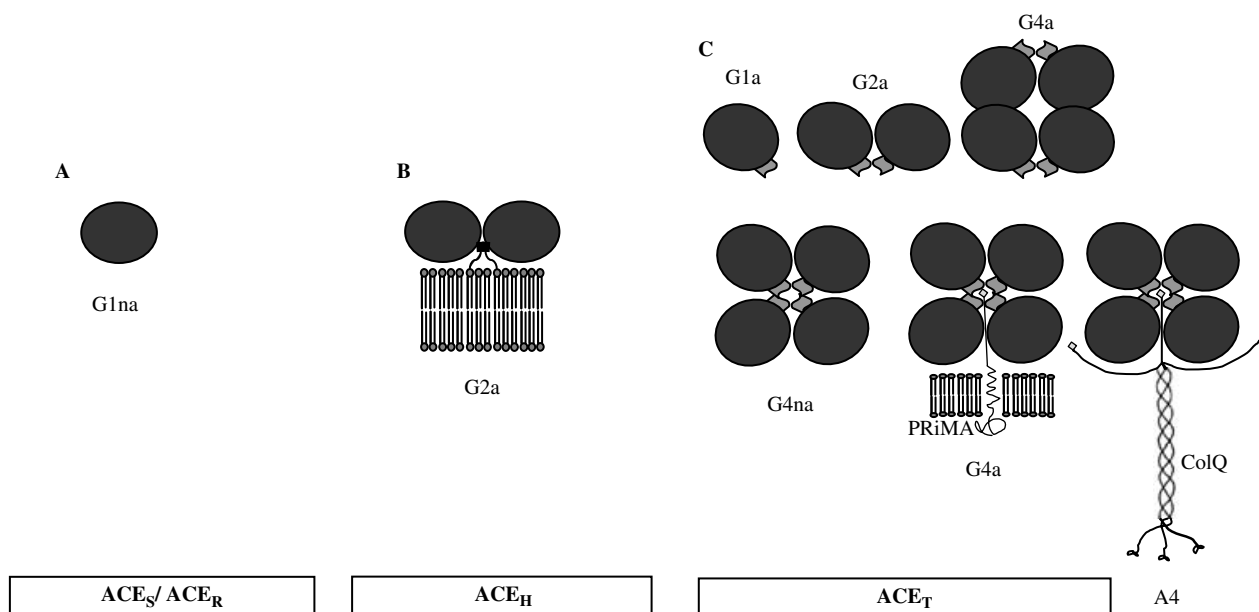 A
G1na
ACE_S/ ACE_R
B
G2a
ACE_H
C
G1a
G2a
G4a
G4na
PRiMA
G4a
ColQ
A4
ACE_T